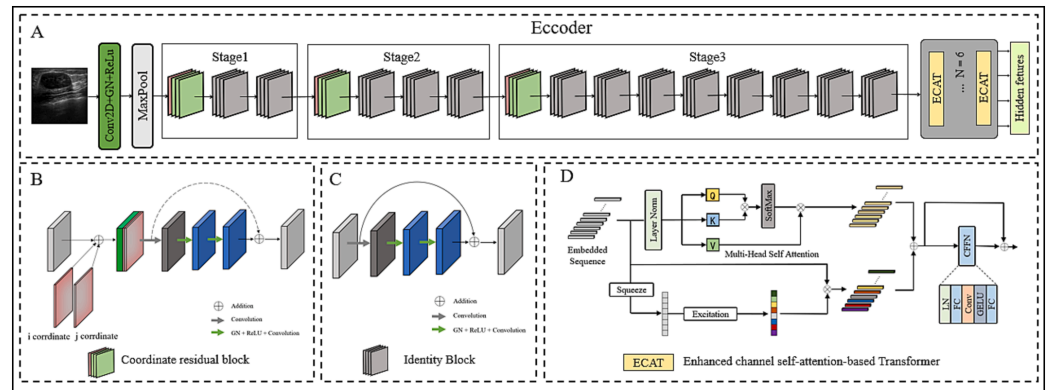 A
Eccoder
Conv2D+GN+ReLu
MaxPool
Stage1
Stage2
Stage3
ECAT
... N = 6
ECAT
Hidden fetures
B
i coordinate
j coordinate
Addition
Convolution
GN + ReLU + Convolution
Coordinate residual block
C
Addition
Convolution
GN + ReLU + Convolution
Identity Block
D
Embedded
Sequence
Layer Norm
Q
K
V
SoftMax
Multi-Head Self Attention
Squeeze
Excitation
CFFN
LN
FC
Conv
GELU
FC
ECAT
Enhanced channel self-attention-based Transformer